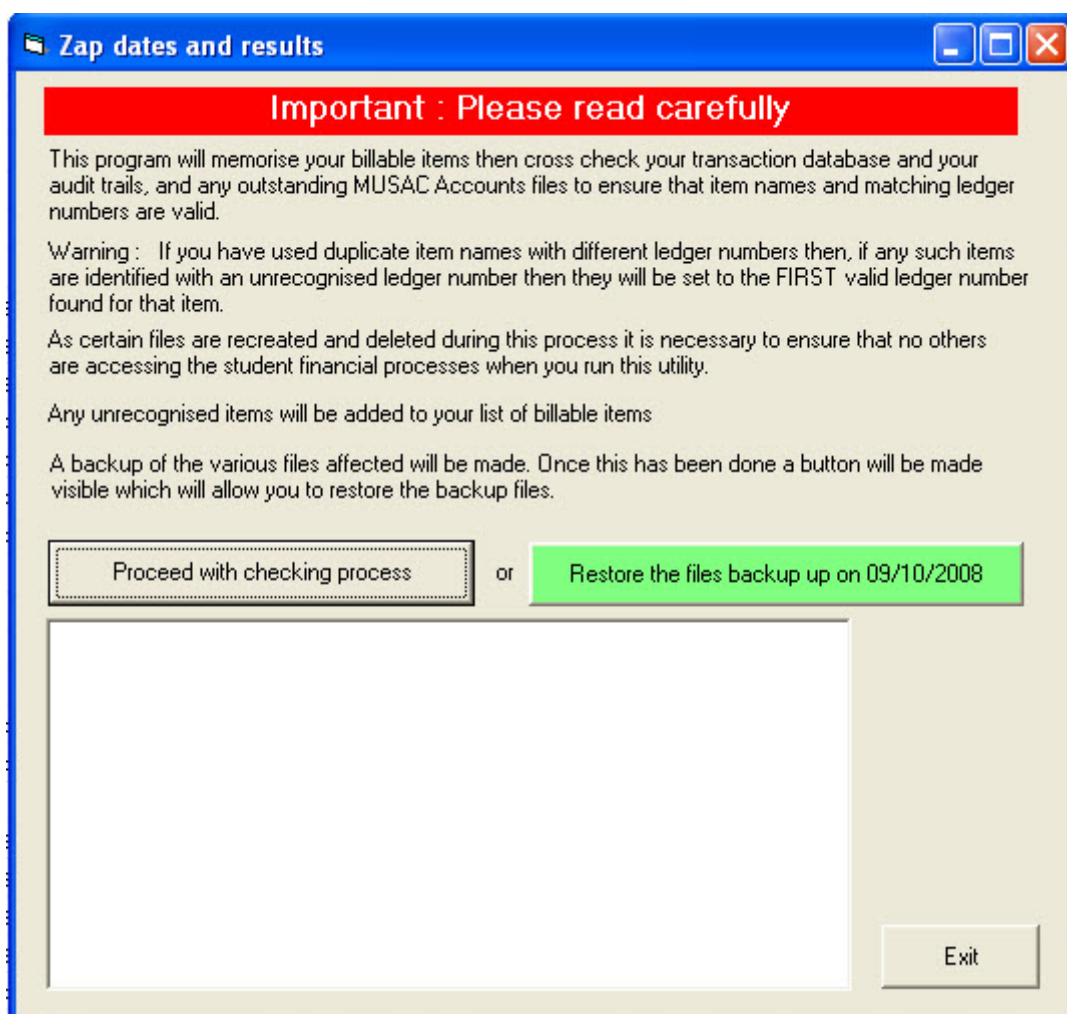 Zap dates and results
Important : Please read carefully
This program will memorise your billable items then cross check your transaction database and your
audit trails, and any outstanding MUSAC Accounts files to ensure that item names and matching ledger
numbers are valid.
Warning : If you have used duplicate item names with different ledger numbers then, if any such items
are identified with an unrecognised ledger number then they will be set to the FIRST valid ledger number
found for that item.
As certain files are recreated and deleted during this process it is necessary to ensure that no others
are accessing the student financial processes when you run this utility.
Any unrecognised items will be added to your list of billable items
A backup of the various files affected will be made. Once this has been done a button will be made
visible which will allow you to restore the backup files.
Proceed with checking process or Restore the files backup up on 09/10/2008
Exit